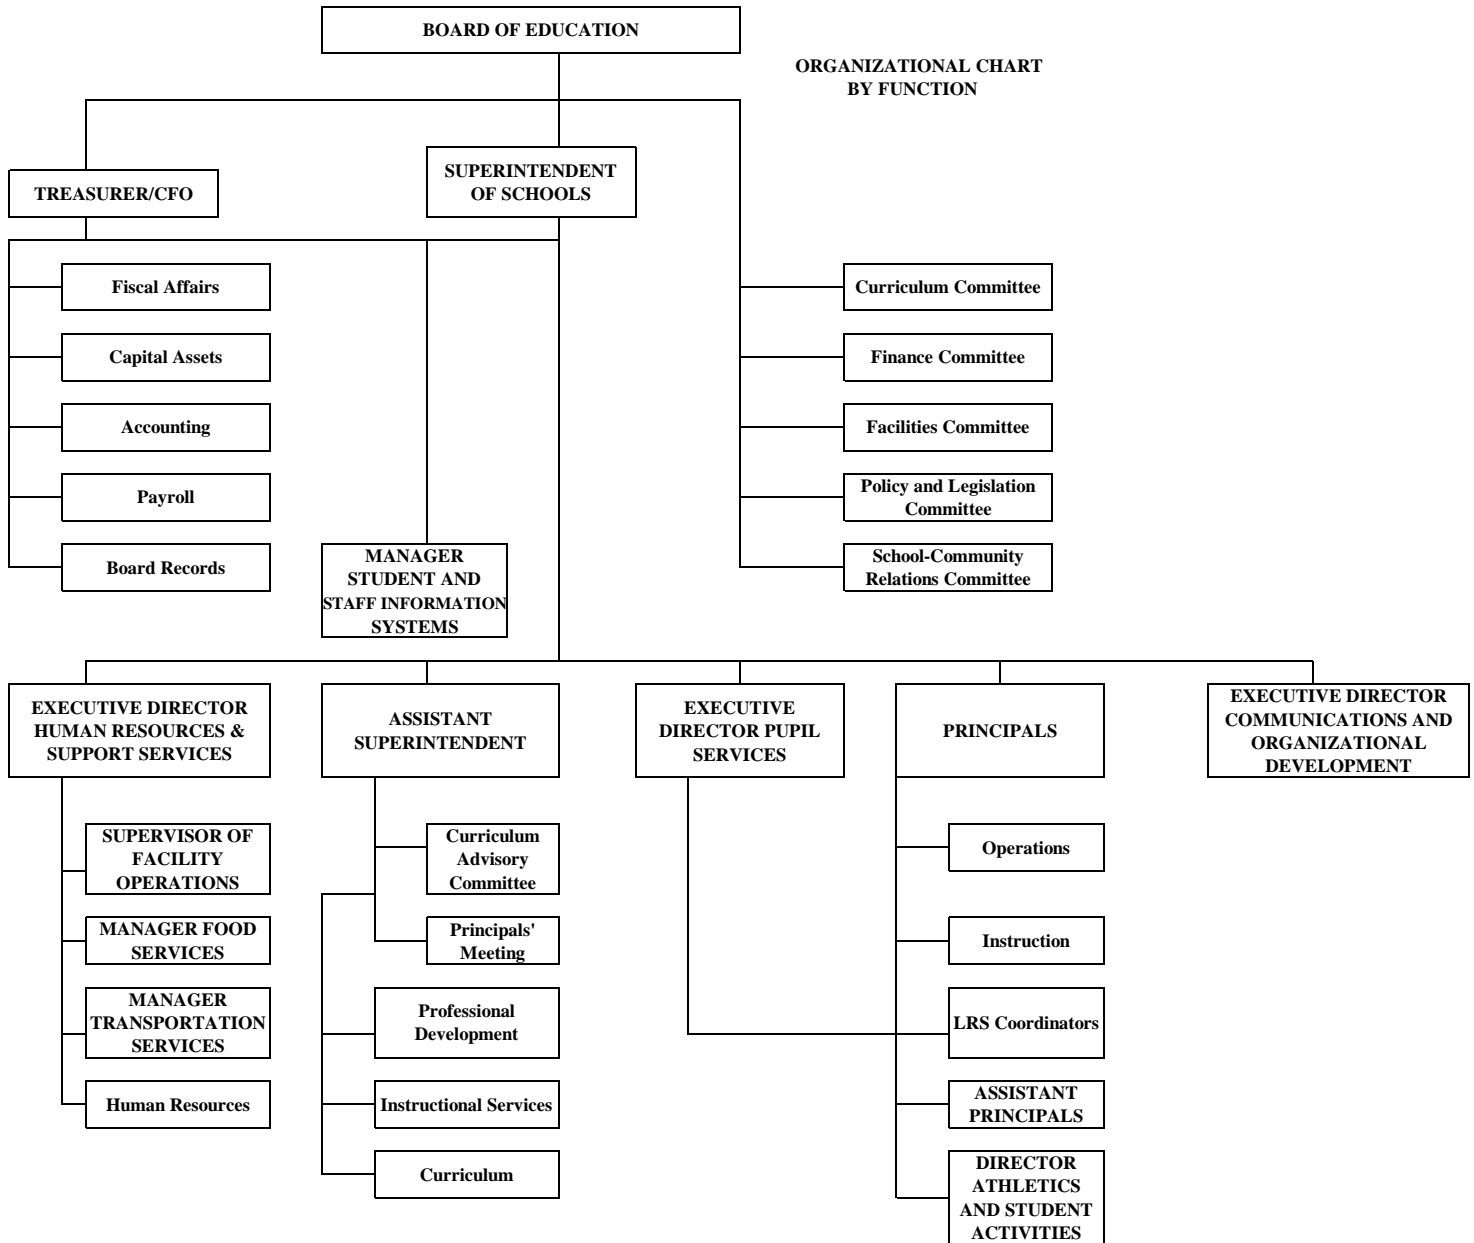 BOARD OF EDUCATION
ORGANIZATIONAL CHART
BY FUNCTION
TREASURER/CFO
SUPERINTENDENT
OF SCHOOLS
Fiscal Affairs
Capital Assets
Accounting
Payroll
Board Records
MANAGER
STUDENT AND
STAFF INFORMATION
SYSTEMS
Curriculum Committee
Finance Committee
Facilities Committee
Policy and Legislation
Committee
School-Community
Relations Committee
EXECUTIVE DIRECTOR
HUMAN RESOURCES &
SUPPORT SERVICES
ASSISTANT
SUPERINTENDENT
EXECUTIVE
DIRECTOR PUPIL
SERVICES
PRINCIPALS
EXECUTIVE DIRECTOR
COMMUNICATIONS AND
ORGANIZATIONAL
DEVELOPMENT
SUPERVISOR OF
FACILITY
OPERATIONS
MANAGER FOOD
SERVICES
MANAGER
TRANSPORTATION
SERVICES
Human Resources
Curriculum
Advisory
Committee
Principals'
Meeting
Professional
Development
Instructional Services
Curriculum
Operations
Instruction
LRS Coordinators
ASSISTANT
PRINCIPALS
DIRECTOR
ATHLETICS
AND STUDENT
ACTIVITIES